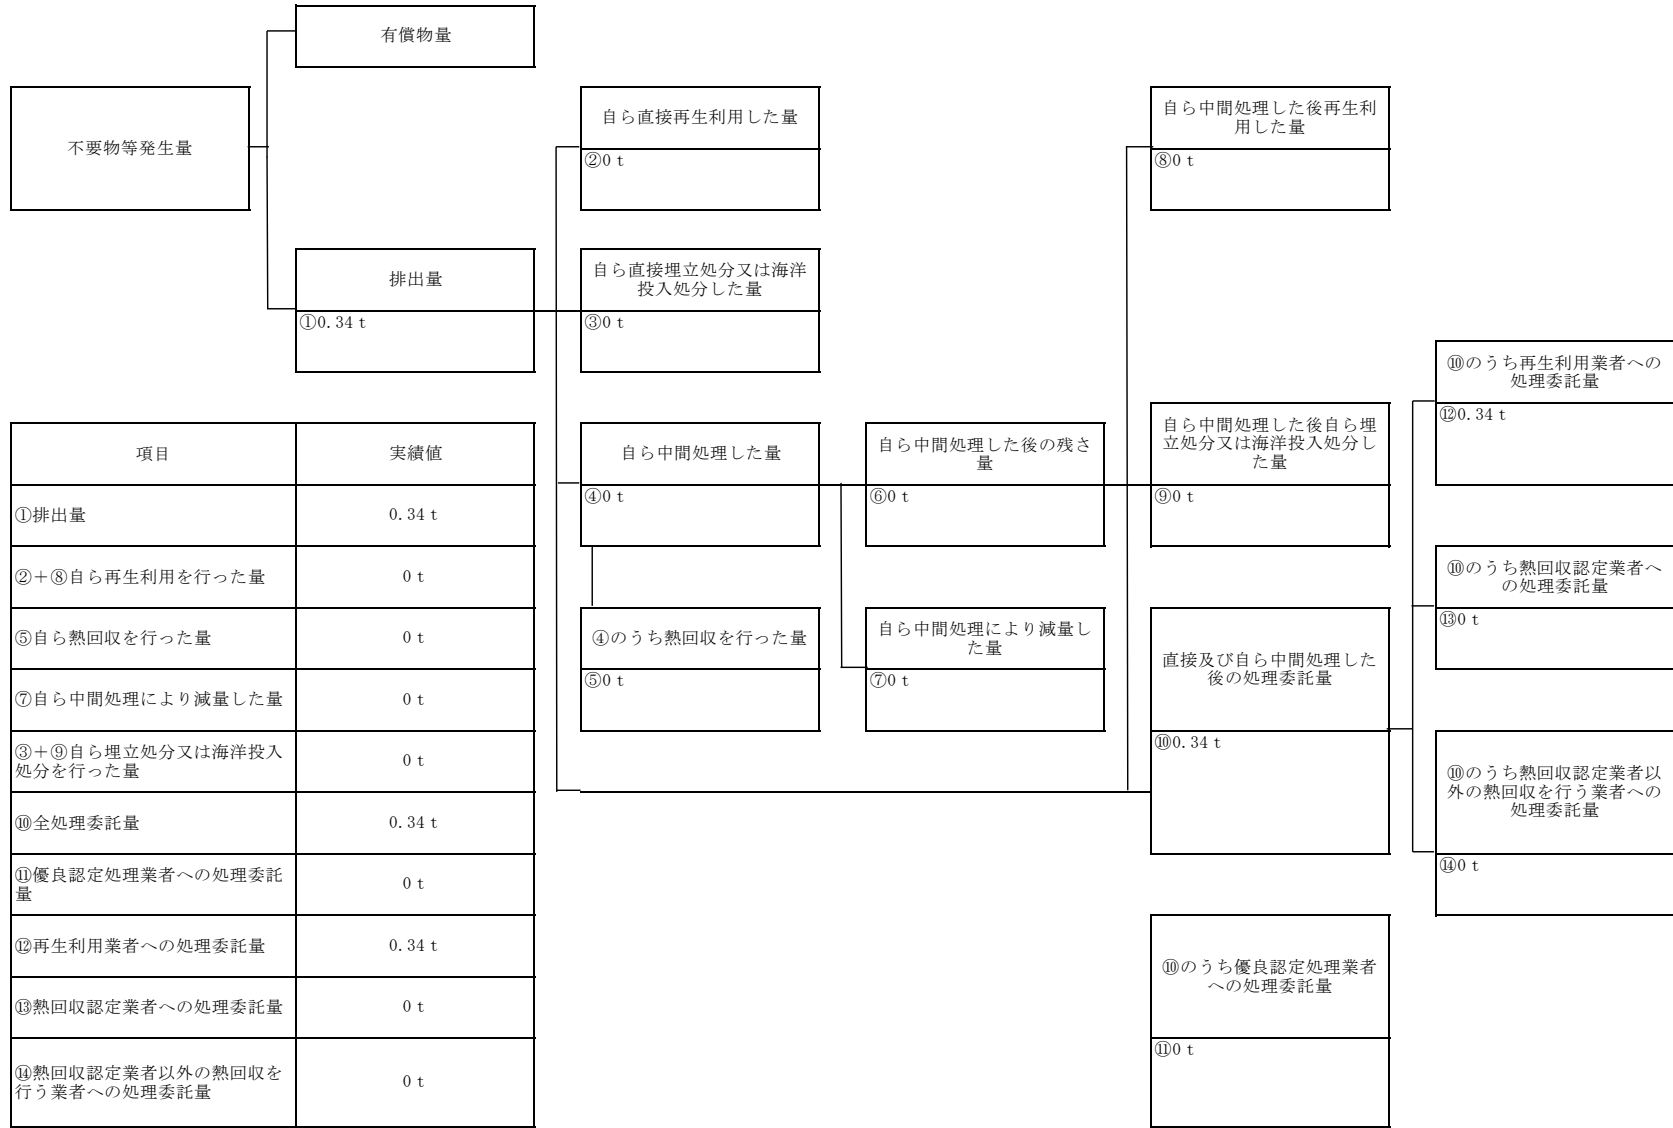 有償物量
不要物等発生量
自ら直接再生利用した量
②0 t
自ら中間処理した後再生利
用した量
⑧0 t
排出量
①0.34 t
自ら直接埋立処分又は海洋
投入処分した量
③0 t
⑩のうち再生利用業者への
処理委託量
⑫0.34 t
項目
実績値
①排出量
0.34 t
②＋⑧自ら再生利用を行った量
0 t
⑤自ら熱回収を行った量
0 t
⑦自ら中間処理により減量した量
0 t
③＋⑨自ら埋立処分又は海洋投入
処分を行った量
0 t
⑩全処理委託量
0.34 t
⑪優良認定処理業者への処理委託
量
0 t
⑫再生利用業者への処理委託量
0.34 t
⑬熱回収認定業者への処理委託量
0 t
⑭熱回収認定業者以外の熱回収を
行う業者への処理委託量
0 t
自ら中間処理した量
④0 t
④のうち熱回収を行った量
⑤0 t
自ら中間処理した後の残さ
量
⑥0 t
自ら中間処理により減量し
た量
⑦0 t
自ら中間処理した後自ら埋
立処分又は海洋投入処分し
た量
⑨0 t
直接及び自ら中間処理した
後の処理委託量
⑩0.34 t
⑩のうち熱回収認定業者へ
の処理委託量
⑬0 t
⑩のうち熱回収認定業者以
外の熱回収を行う業者への
処理委託量
⑭0 t
⑩のうち優良認定処理業者
への処理委託量
⑪0 t